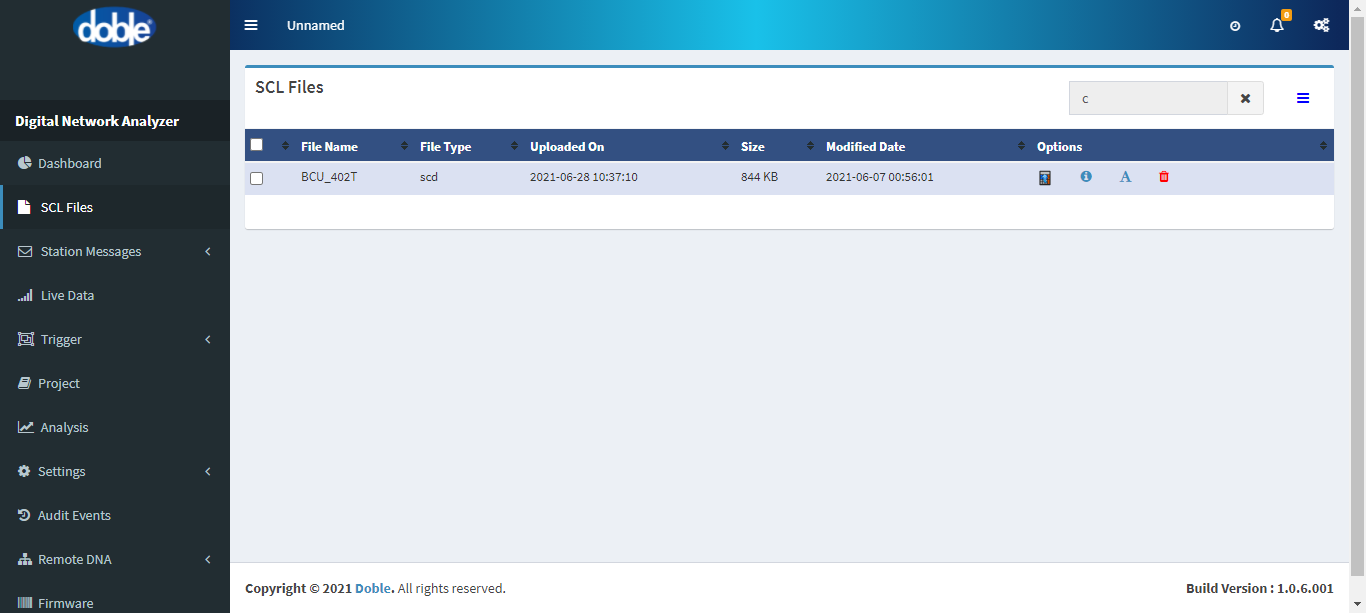 doble
Unnamed
0
Digital Network Analyzer
Dashboard
SCL Files
Station Messages
Live Data
Trigger
Project
Analysis
Settings
Audit Events
Remote DNA
Firmware
SCL Files
c
File Name File Type Uploaded On Size Modified Date Options
BCU_402T scd 2021-06-28 10:37:10 844 KB 2021-06-07 00:56:01
Copyright © 2021 Doble. All rights reserved.
Build Version : 1.0.6.001